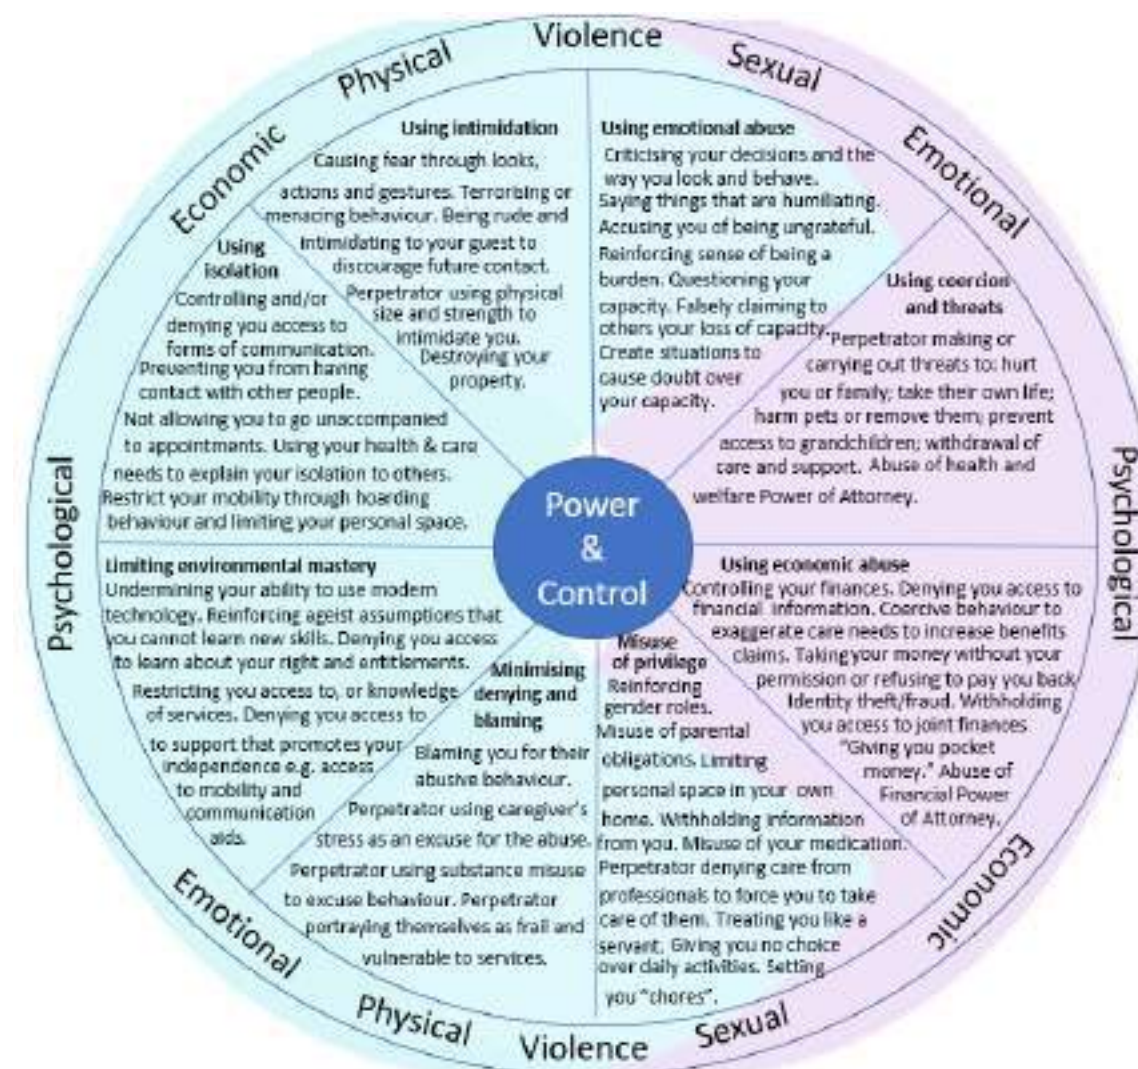 Violence
Sexual
Emotional
Psychological
Economic
Sexual
Violence
Physical
Emotional
Psychological
Economic
Physical
Using intimidation
Causing fear through looks,
actions and gestures. Terrorising or
menacing behaviour. Being rude and
intimidating to your guest to
discourage future contact.
Perpetrator using physical
size and strength to
intimidate you.
Destroying your
property.
Using emotional abuse
Criticising your decisions and the
way you look and behave.
Saying things that are humiliating.
Accusing you of being ungrateful.
Reinforcing sense of being a
burden. Questioning your
capacity. Falsely claiming to
others your loss of capacity.
Create situations to
cause doubt over
your capacity.
Using coercion
and threats
Perpetrator making or
carrying out threats to: hurt
you or family; take their own life;
harm pets or remove them; prevent
access to grandchildren; withdrawal of
care and support. Abuse of health and
welfare Power of Attorney.
Using economic abuse
Controlling your finances. Denying you access to
financial information. Coercive behaviour to
exaggerate care needs to increase benefits
claims. Taking your money without your
permission or refusing to pay you back
Identity theft/fraud. Withholding
you access to joint finances
"Giving you pocket
money." Abuse of
Financial Power
of Attorney.
Misuse
of privilege
Reinforcing
gender roles.
Misuse of parental
obligations. Limiting
personal space in your own
home. Withholding information
from you. Misuse of your medication.
Perpetrator denying care from
professionals to force you to take
care of them. Treating you like a
servant. Giving you no choice
over daily activities. Setting
you "chores".
Minimising
denying and
blaming
Blaming you for their
abusive behaviour.
Perpetrator using caregiver's
stress as an excuse for the abuse.
Perpetrator using substance misuse
to excuse behaviour. Perpetrator
portraying themselves as frail and
vulnerable to services.
Limiting environmental mastery
Undermining your ability to use modern
technology. Reinforcing ageist assumptions that
you cannot learn new skills. Denying you access
to learn about your right and entitlements.
Restricting you access to, or knowledge
of services. Denying you access to
to support that promotes your
independence e.g. access
to mobility and
communication
aids.
Using
isolation
Controlling and/or
denying you access to
forms of communication.
Preventing you from having
contact with other people.
Not allowing you to go unaccompanied
to appointments. Using your health & care
needs to explain your isolation to others.
Restrict your mobility through hoarding
behaviour and limiting your personal space.
Power
&
Control